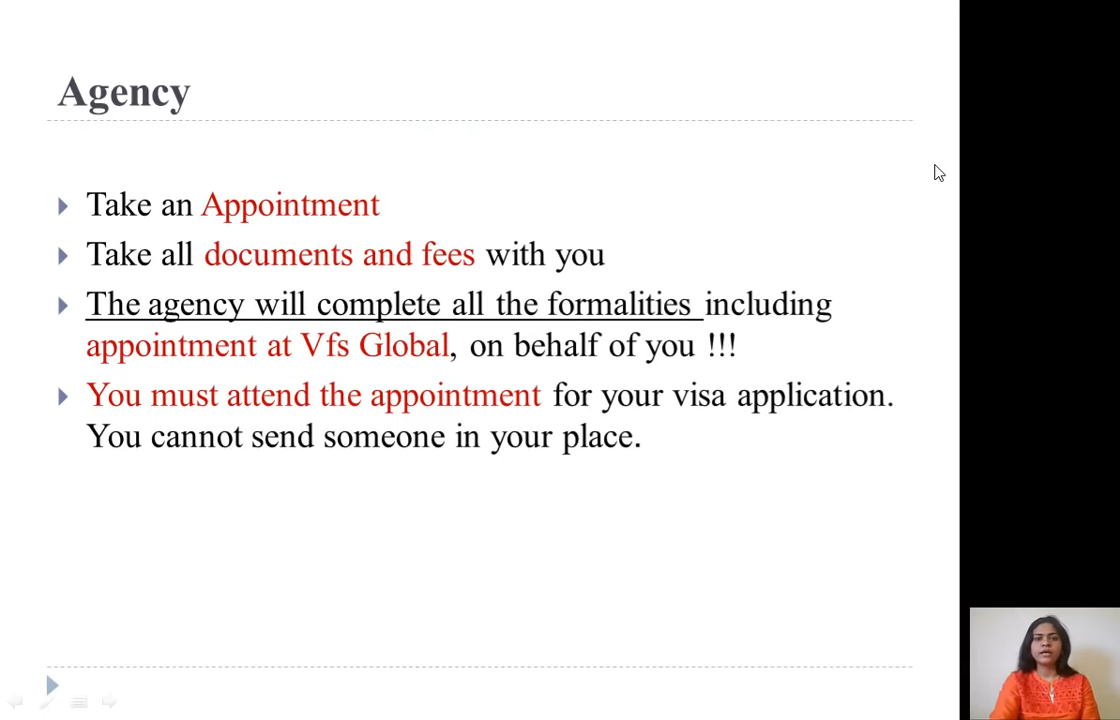 Agency
Take an Appointment
Take all documents and fees with you
The agency will complete all the formalities including
appointment at Vfs Global, on behalf of you !!!
You must attend the appointment for your visa application.
You cannot send someone in your place.